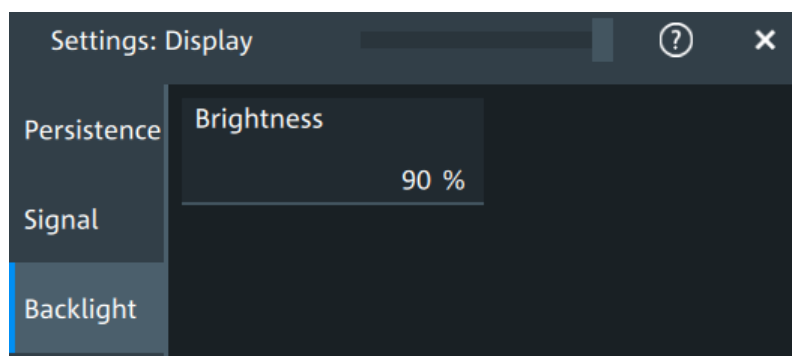 Settings: Display
?
Persistence
Brightness
90 %
Signal
Backlight